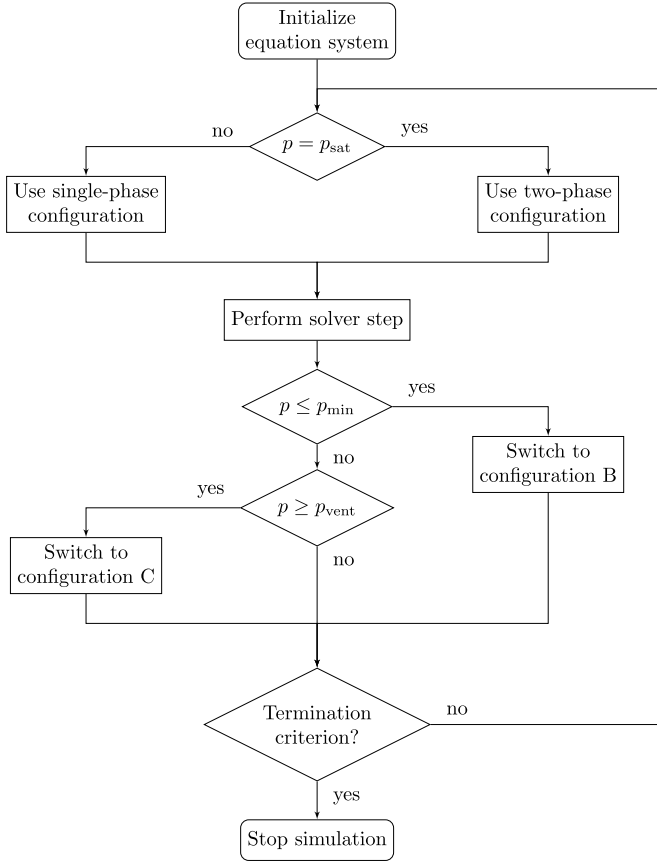 Initialize
equation system
no
yes
p = p_sat
Use single-phase
configuration
Use two-phase
configuration
Perform solver step
yes
p ≤ p_min
no
Switch to
configuration B
yes
p ≥ p_vent
no
Switch to
configuration C
Termination
criterion?
no
yes
Stop simulation